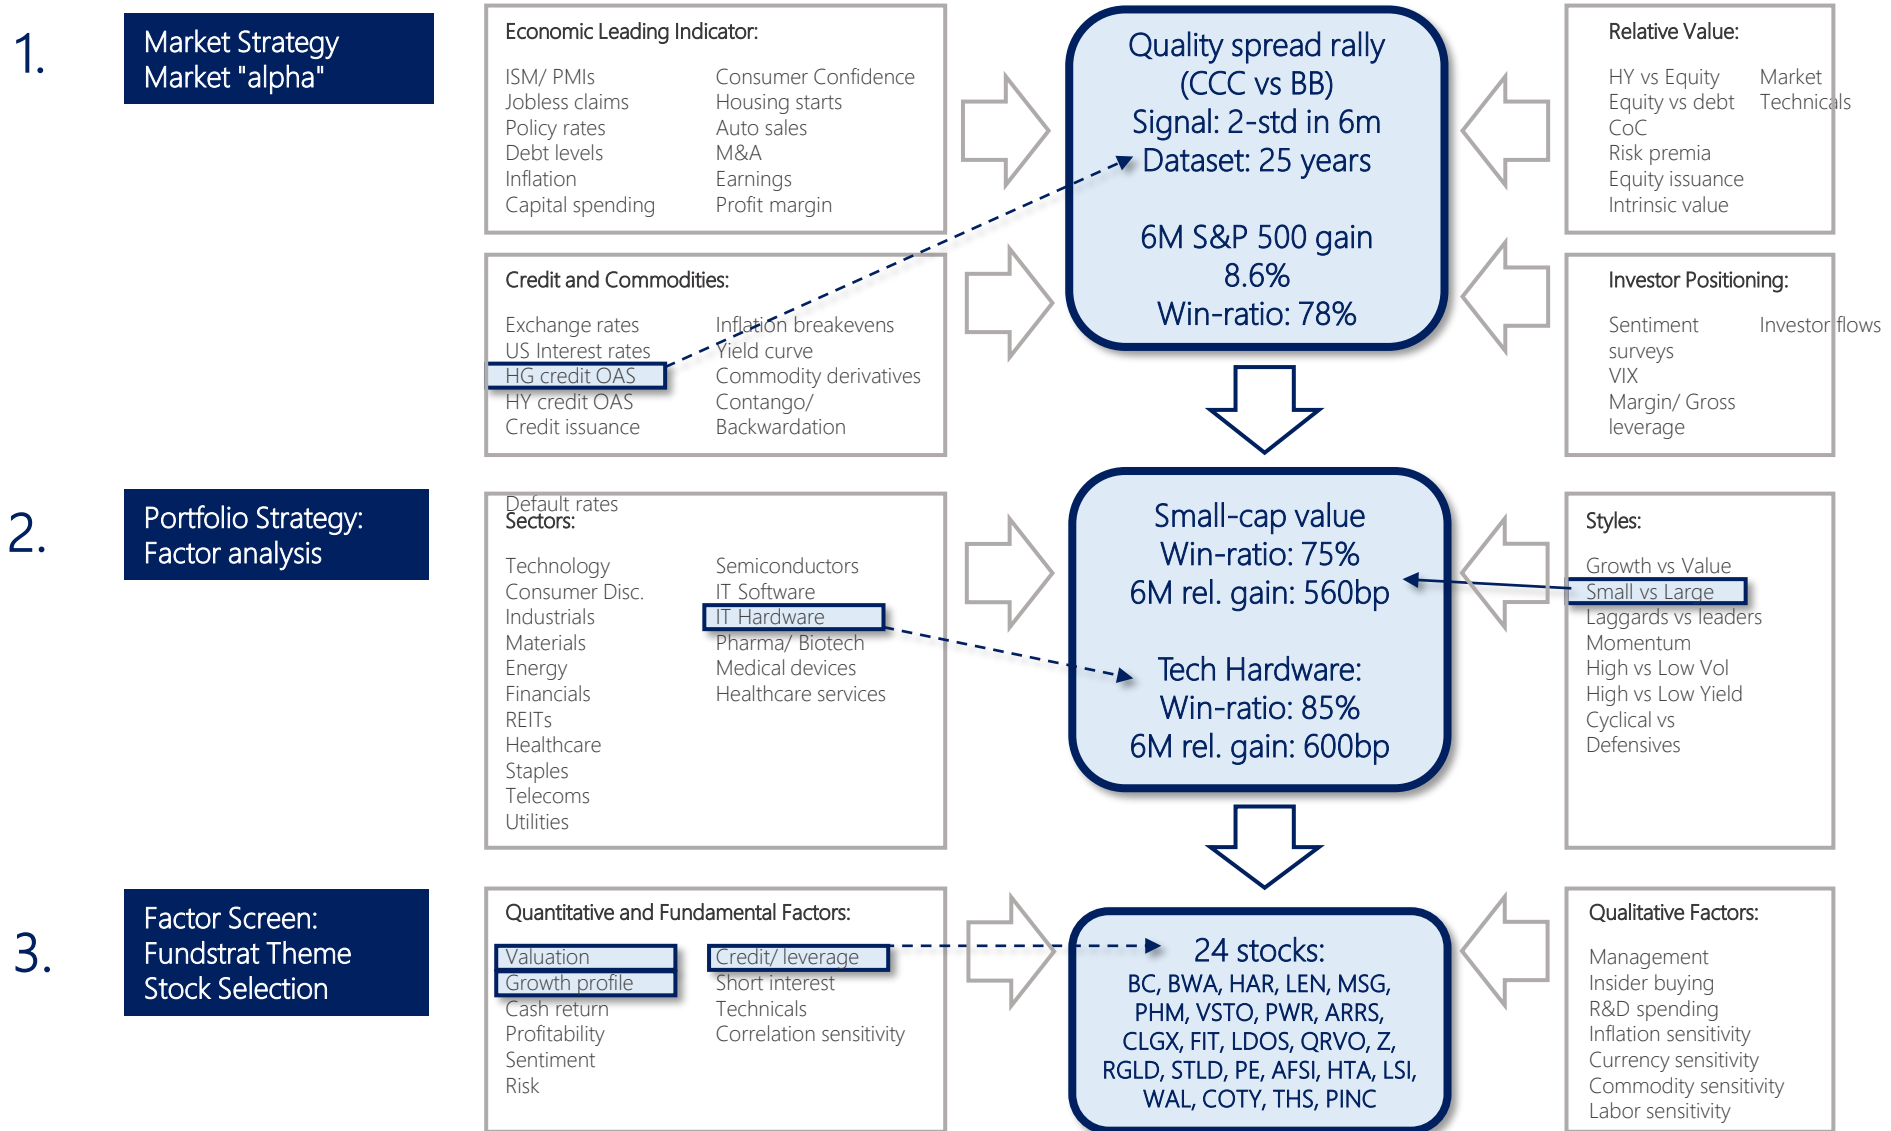 1.
Market Strategy
Market "alpha"
Economic Leading Indicator:
ISM/ PMIs
Jobless claims
Policy rates
Debt levels
Inflation
Capital spending
Consumer Confidence
Housing starts
Auto sales
M&A
Earnings
Profit margin
Credit and Commodities:
Exchange rates
US Interest rates
HG credit OAS
HY credit OAS
Credit issuance
Default rates
Inflation breakevens
Yield curve
Commodity derivatives
Contango/
Backwardation
Quality spread rally
(CCC vs BB)
Signal: 2-std in 6m
Dataset: 25 years
6M S&P 500 gain
8.6%
Win-ratio: 78%
Relative Value:
HY vs Equity
Equity vs debt
CoC
Risk premia
Equity issuance
Intrinsic value
Market
Technicals
Investor Positioning:
Sentiment
surveys
VIX
Margin/ Gross
leverage
Investor flows
2.
Portfolio Strategy:
Factor analysis
Sectors:
Technology
Consumer Disc.
Industrials
Materials
Energy
Financials
REITs
Healthcare
Staples
Telecoms
Utilities
Semiconductors
IT Software
IT Hardware
Pharma/ Biotech
Medical devices
Healthcare services
Small-cap value
Win-ratio: 75%
6M rel. gain: 560bp
Tech Hardware:
Win-ratio: 85%
6M rel. gain: 600bp
Styles:
Growth vs Value
Small vs Large
Laggards vs leaders
Momentum
High vs Low Vol
High vs Low Yield
Cyclical vs
Defensives
3.
Factor Screen:
Fundstrat Theme
Stock Selection
Quantitative and Fundamental Factors:
Valuation
Growth profile
Cash return
Profitability
Sentiment
Risk
Credit/ leverage
Short interest
Technicals
Correlation sensitivity
24 stocks:
BC, BWA, HAR, LEN, MSG,
PHM, VSTO, PWR, ARRS,
CLGX, FIT, LDOS, QRVO, Z,
RGLD, STLD, PE, AFSI, HTA, LSI,
WAL, COTY, THS, PINC
Qualitative Factors:
Management
Insider buying
R&D spending
Inflation sensitivity
Currency sensitivity
Commodity sensitivity
Labor sensitivity